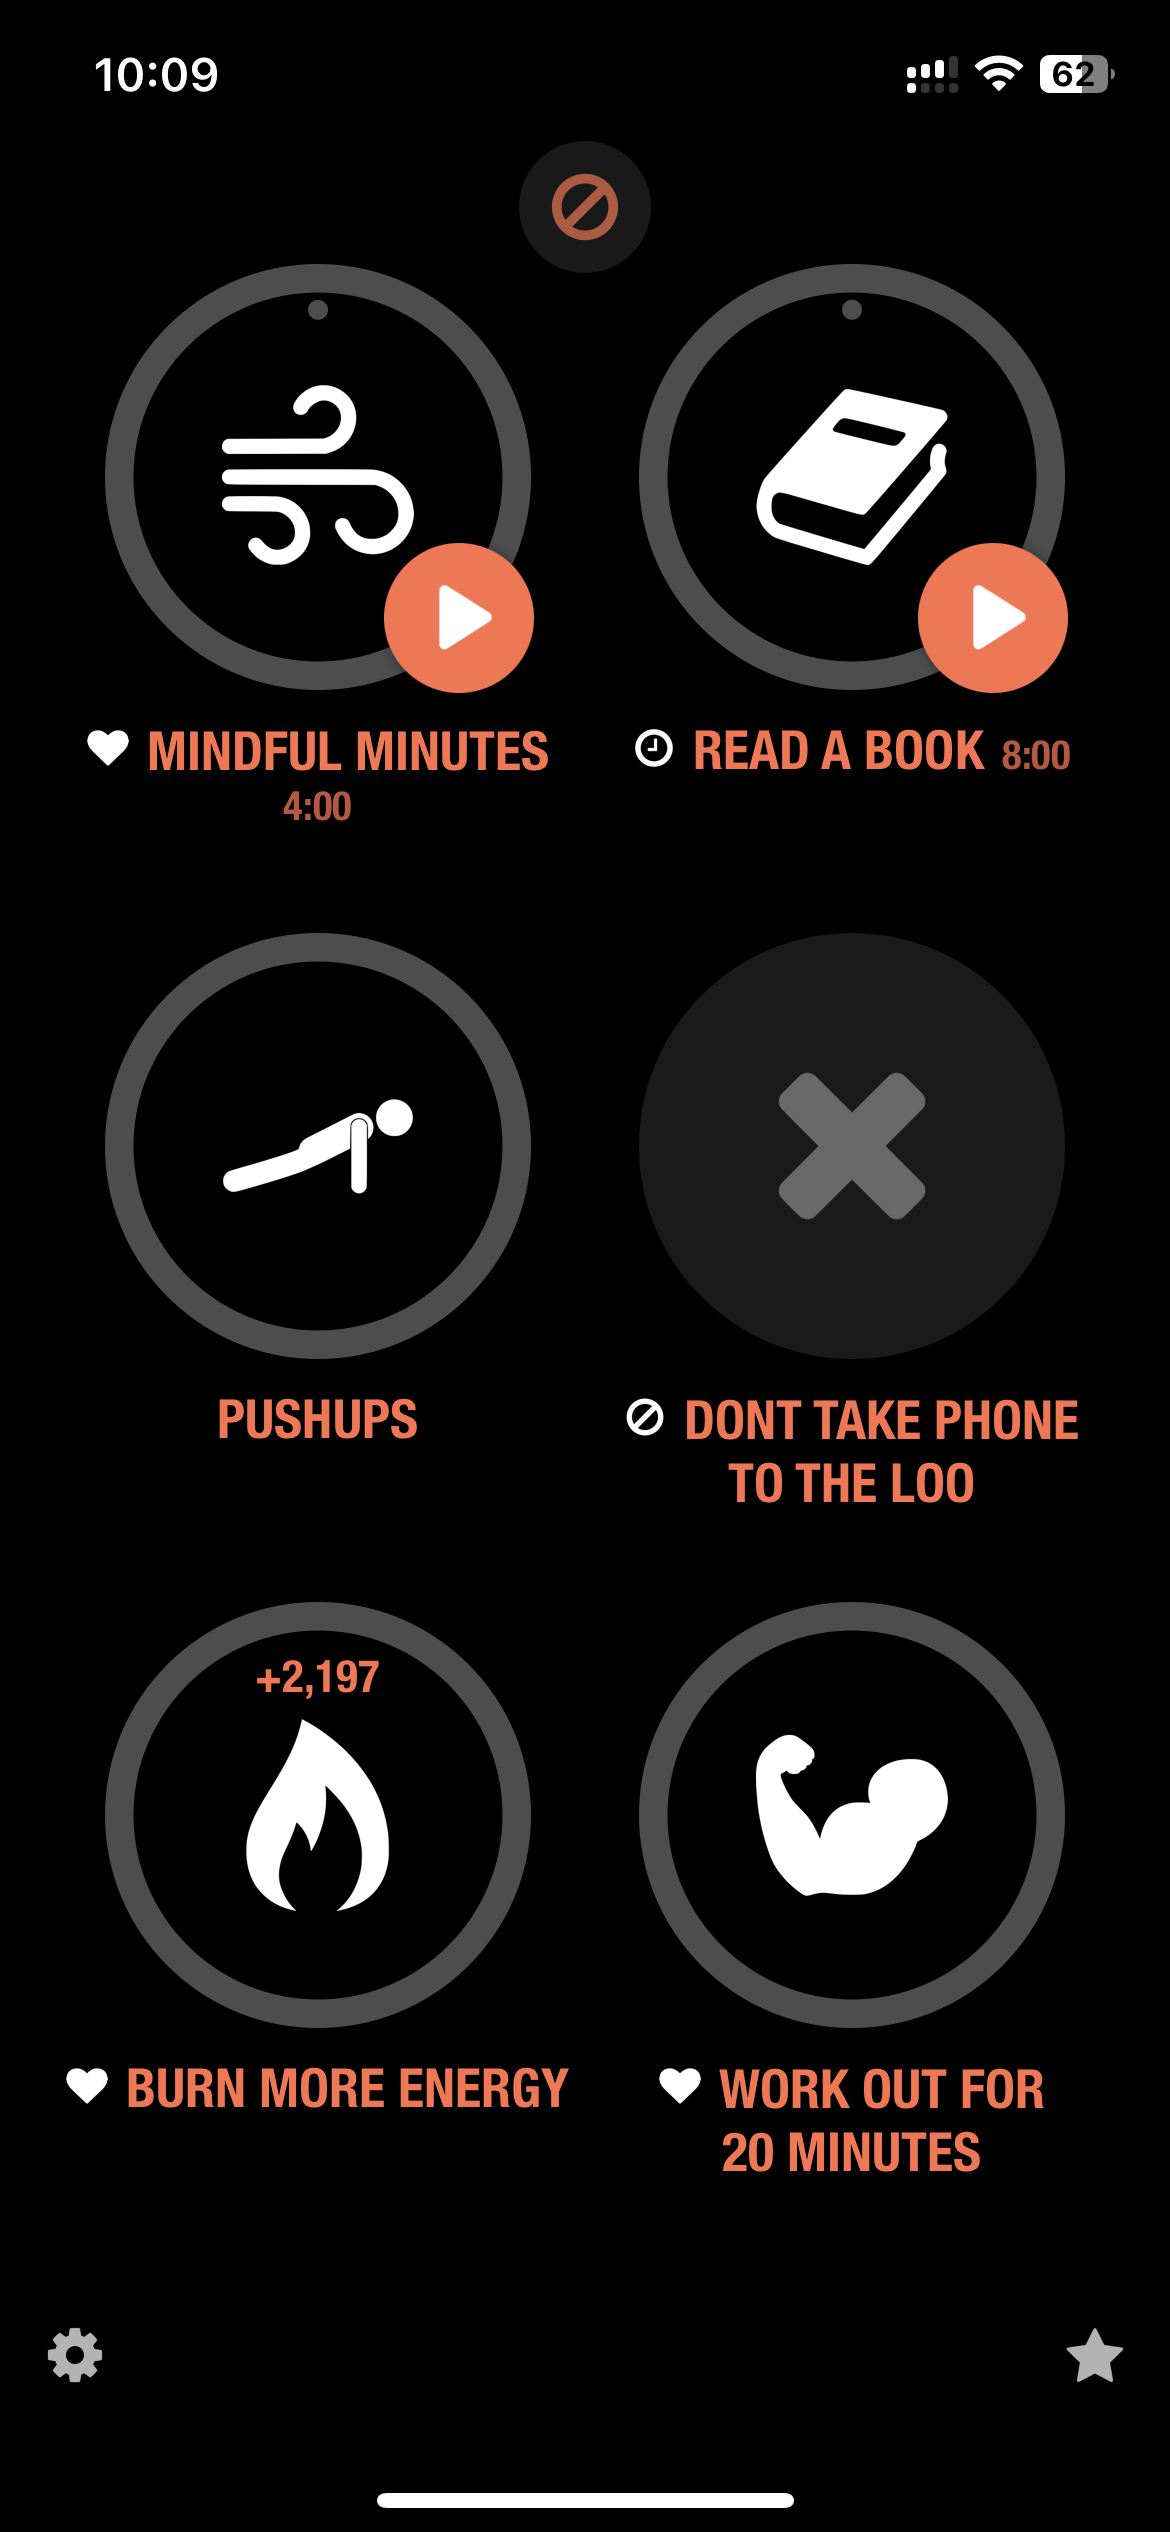 10:09
62
MINDFUL MINUTES
4:00
READ A BOOK 8:00
PUSHUPS
DONT TAKE PHONE
TO THE LOO
+2,197
BURN MORE ENERGY
WORK OUT FOR
20 MINUTES